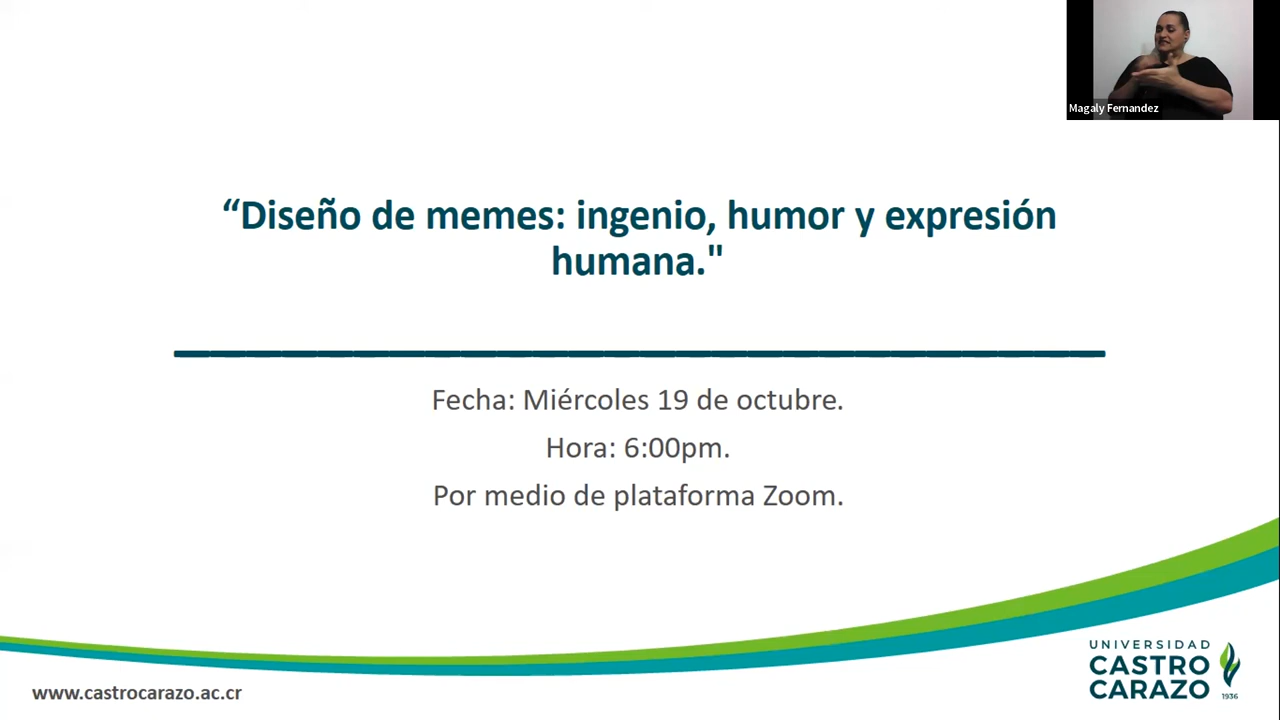 Magaly Fernandez
“Diseño de memes: ingenio, humor y expresión
humana."
Fecha: Miércoles 19 de octubre.
Hora: 6:00pm.
Por medio de plataforma Zoom.
www.castrocarazo.ac.cr
UNIVERSIDAD
CASTRO
CARAZO
1936